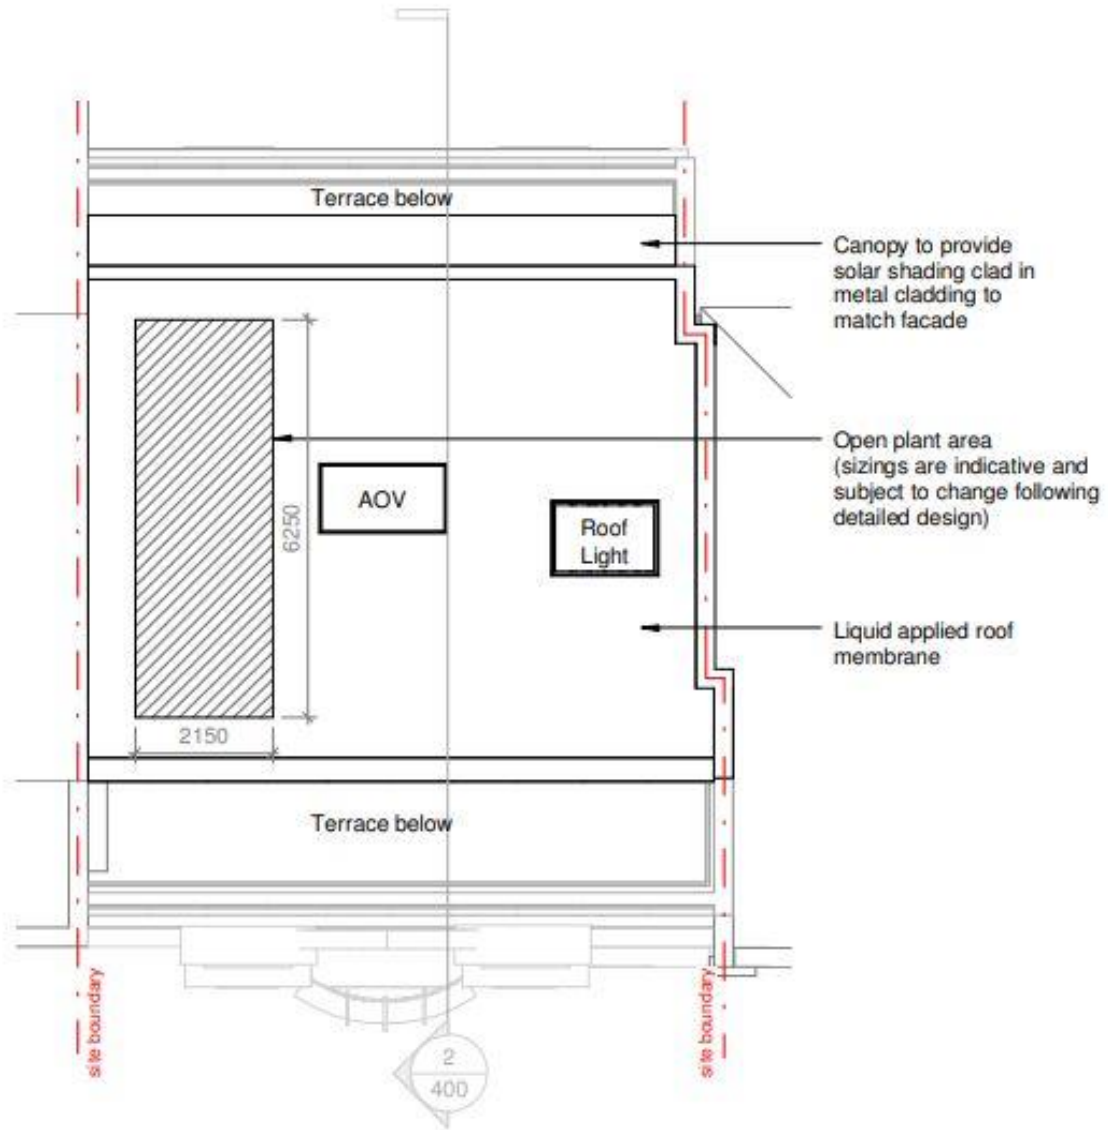 Terrace below
Canopy to provide
solar shading clad in
metal cladding to
match facade
Open plant area
(sizings are indicative and
subject to change following
detailed design)
AOV
6250
Roof
Light
Liquid applied roof
membrane
2150
Terrace below
site boundary
site boundary
2
400